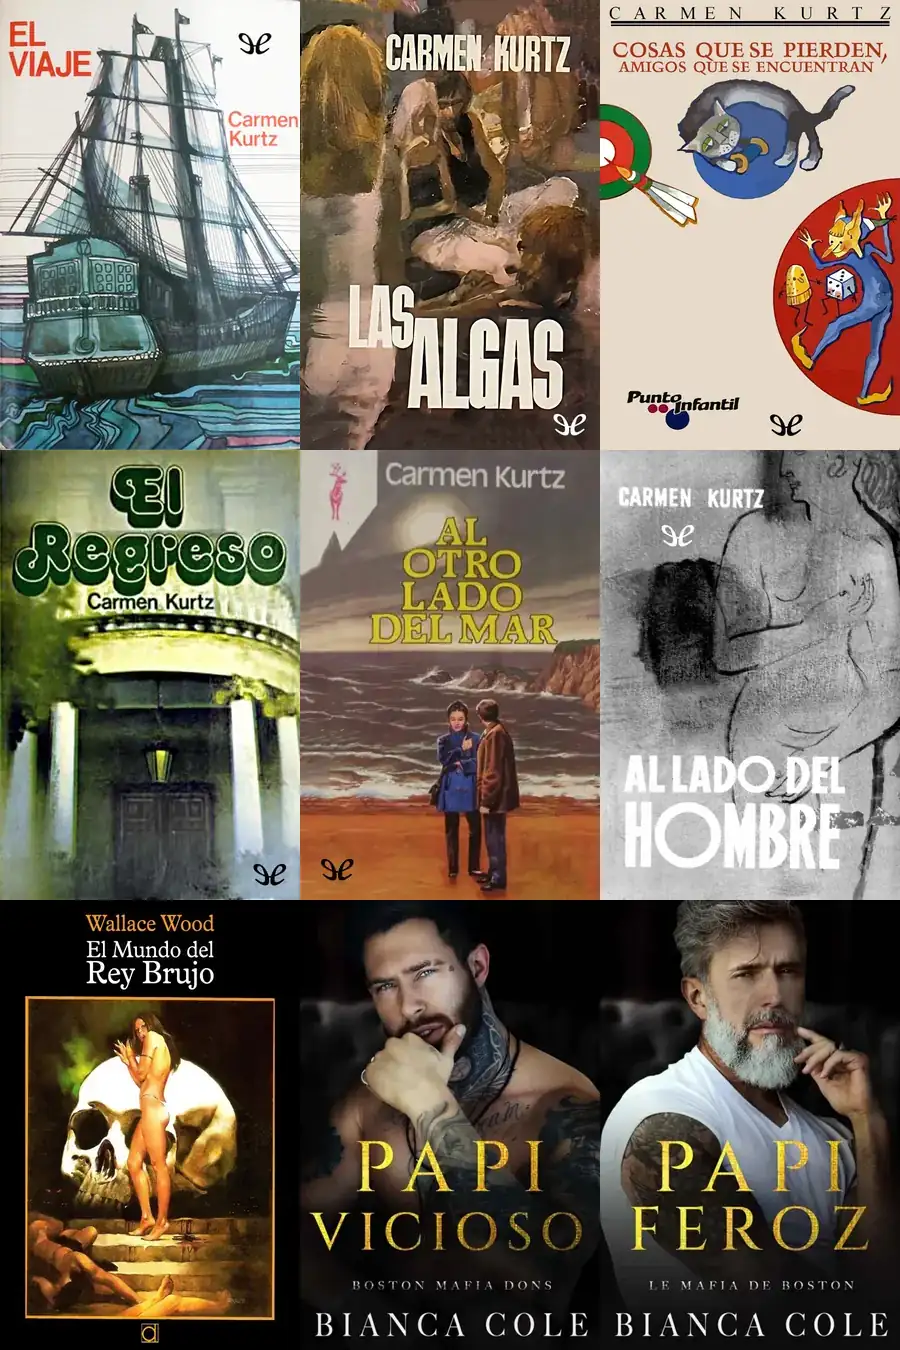 EL
VIAJE
Carmen
Kurtz
CARMEN KURTZ
LAS
ALGAS
CARMEN KURTZ
COSAS QUE SE PIERDEN,
AMIGOS QUE SE ENCUENTRAN
Punto
infantil
El
Regreso
Carmen Kurtz
Carmen Kurtz
AL
OTRO
LADO
DEL MAR
CARMEN KURTZ
AL LADO DEL
HOMBRE
Wallace Wood
El Mundo del
Rey Brujo
d
PAPI
VICIOSO
BOSTON MAFIA DONS
BIANCA COLE
PAPI
FEROZ
LE MAFIA DE BOSTON
BIANCA COLE